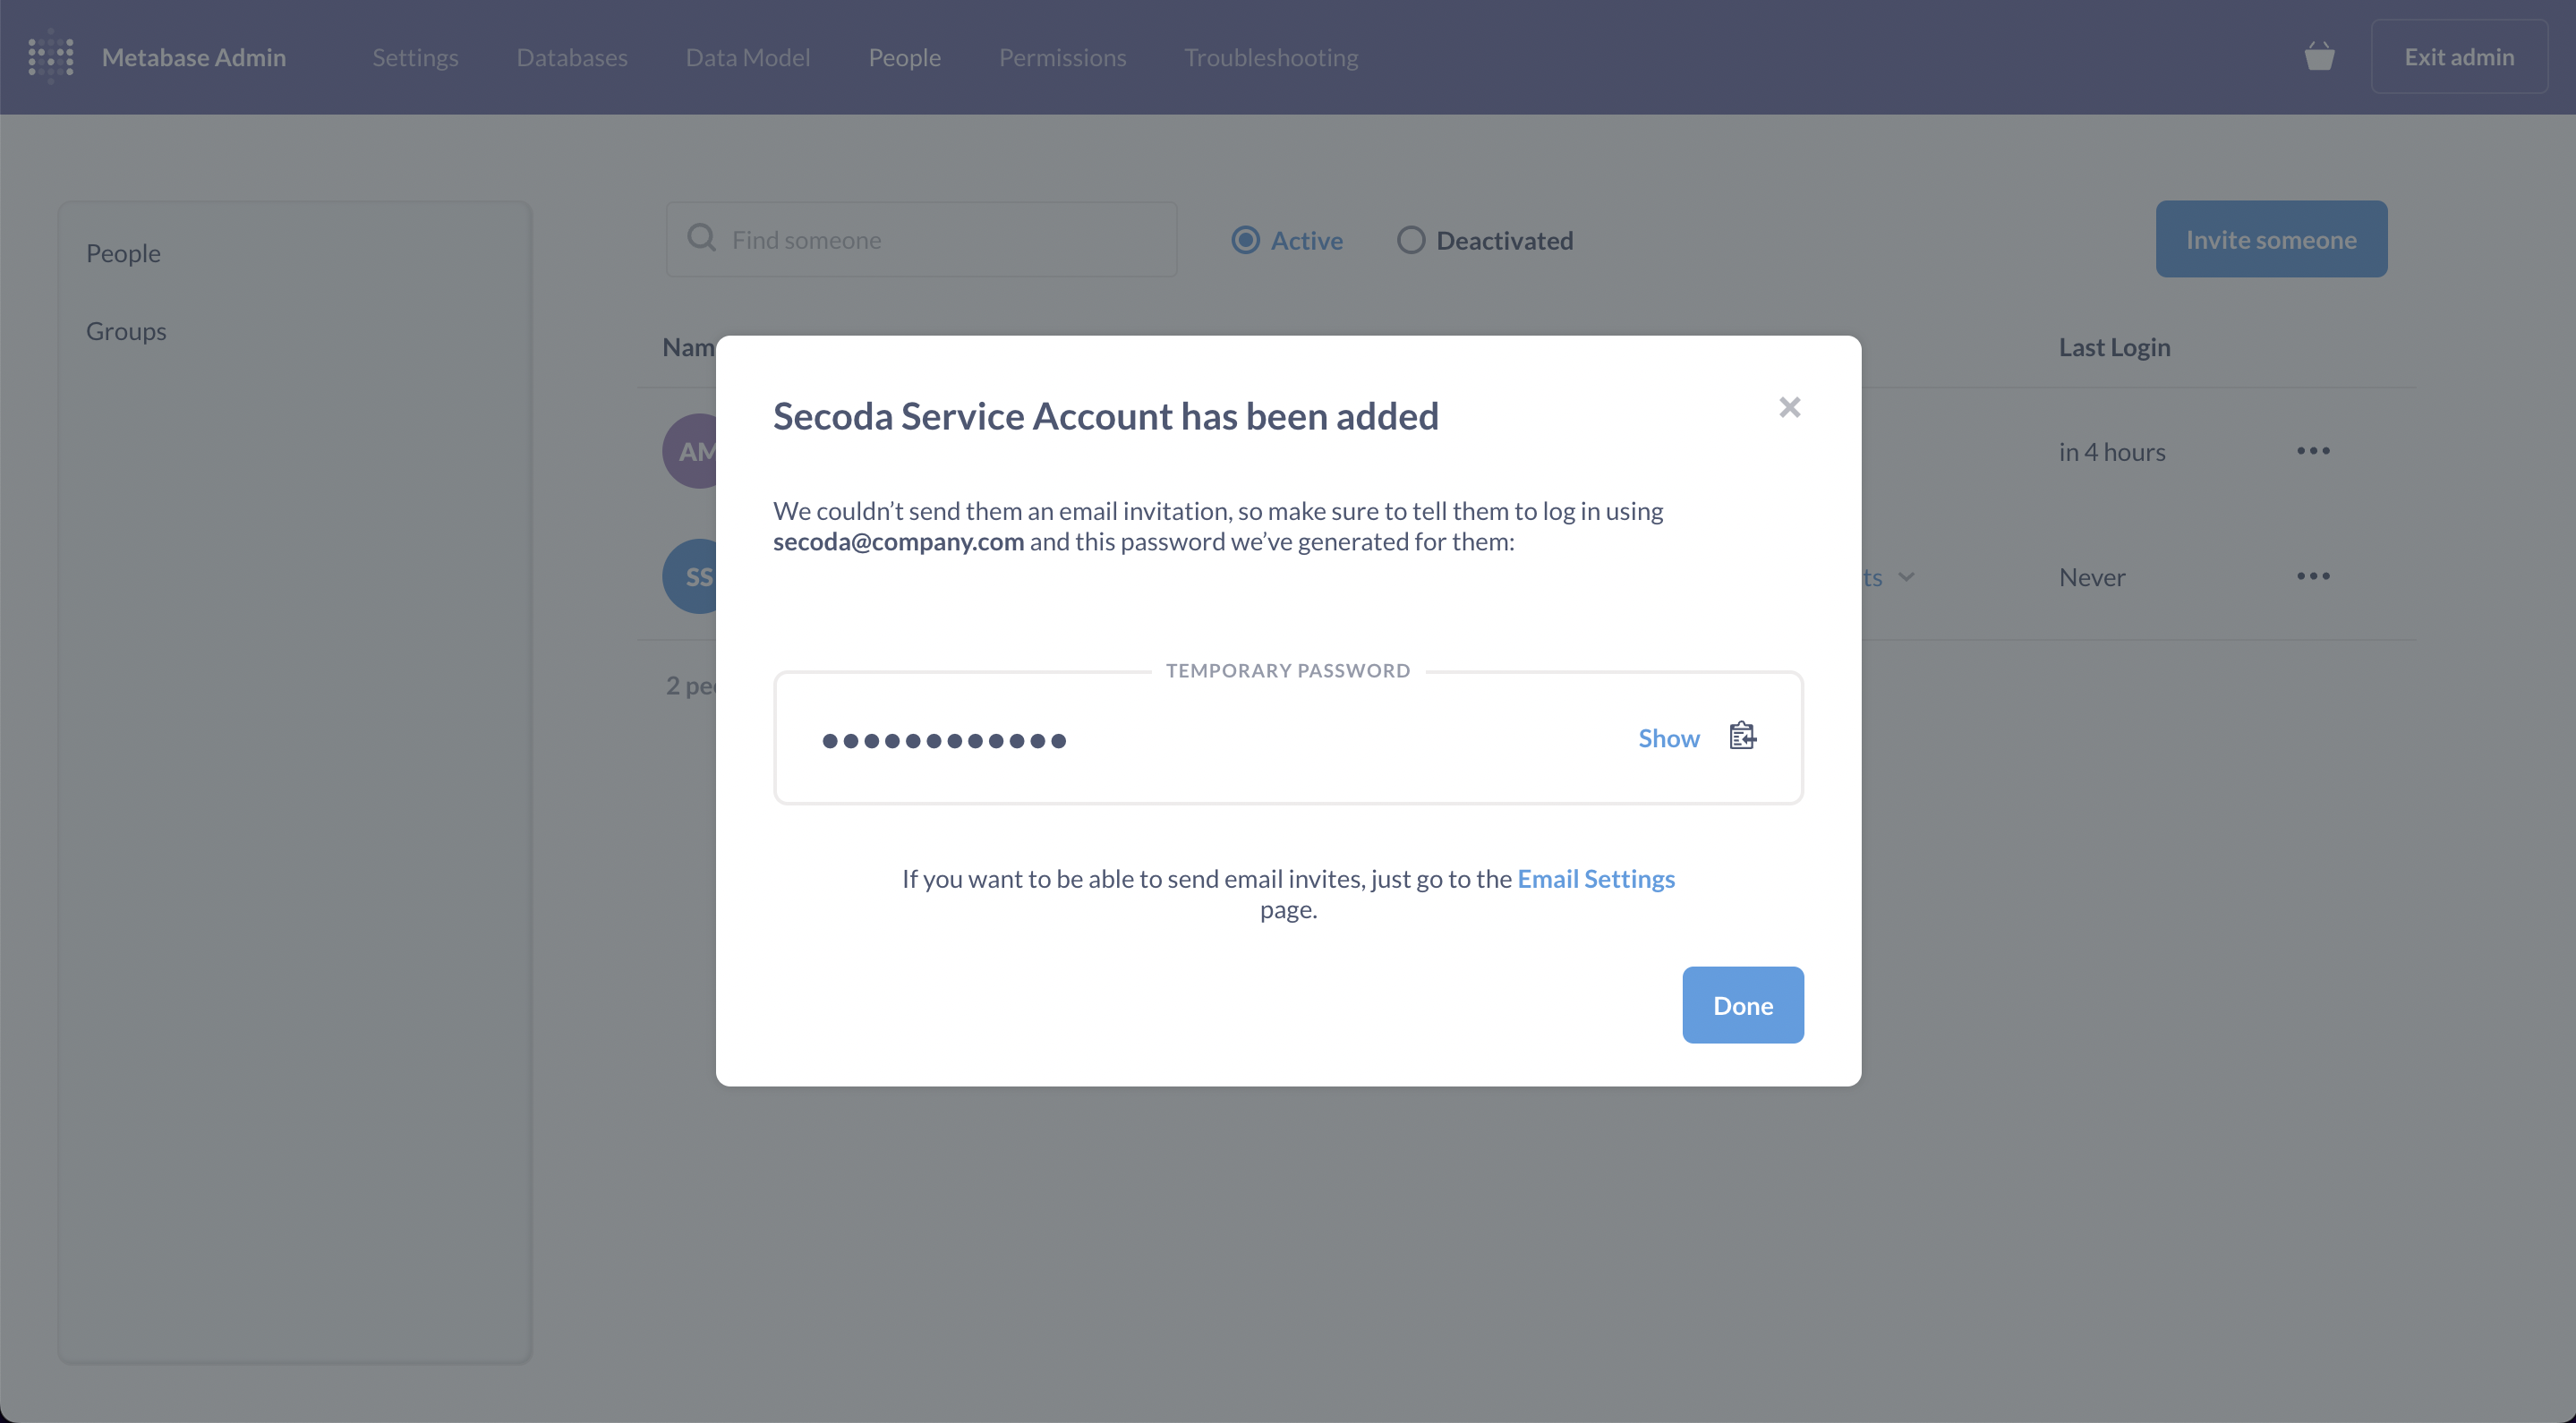 Metabase Admin Settings Databases Data Model People Permissions Troubleshooting Exit admin
People
Groups
Find someone Active Deactivated Invite someone
Nam Last Login
AM in 4 hours
SS ts Never
2 pe
Secoda Service Account has been added
We couldn’t send them an email invitation, so make sure to tell them to log in using
secoda@company.com and this password we’ve generated for them:
TEMPORARY PASSWORD
●●●●●●●●●●●● Show
If you want to be able to send email invites, just go to the Email Settings
page.
Done